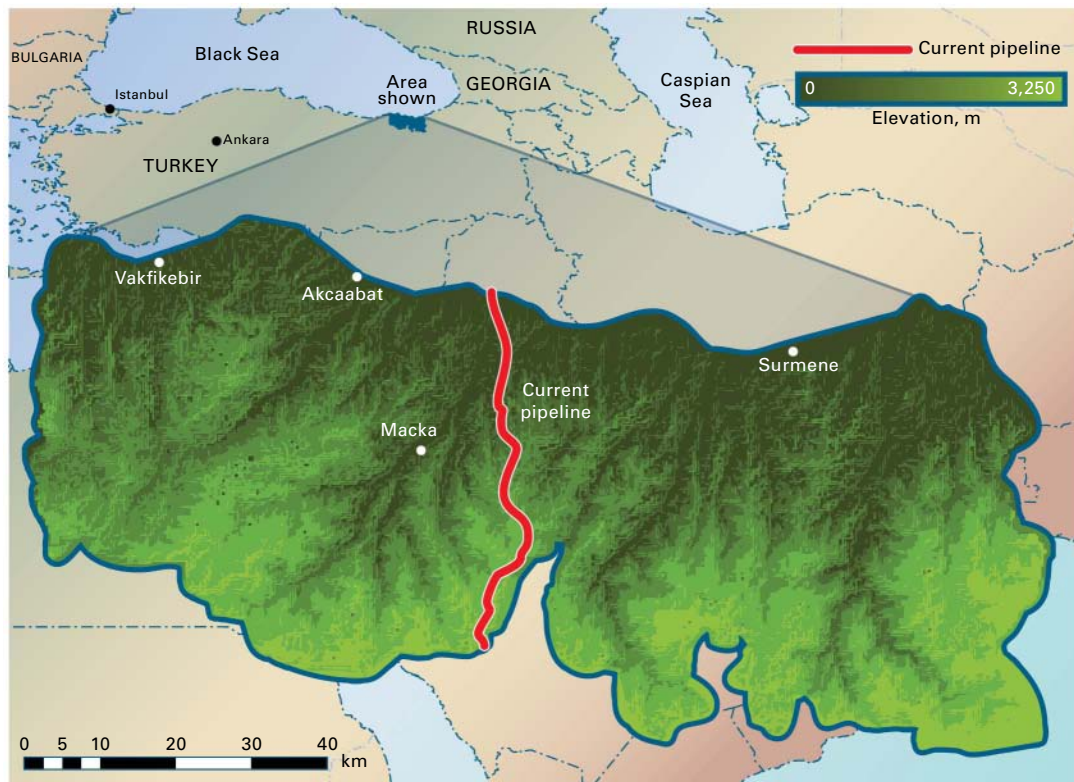 RUSSIA
BULGARIA
Black Sea
Current pipeline
Istanbul
Area
shown
GEORGIA
Caspian
Sea
0 3,250
Elevation, m
Ankara
TURKEY
Vakfikebir
Akcaabat
Surmene
Current
pipeline
Macka
0 5 10 20 30 40
km